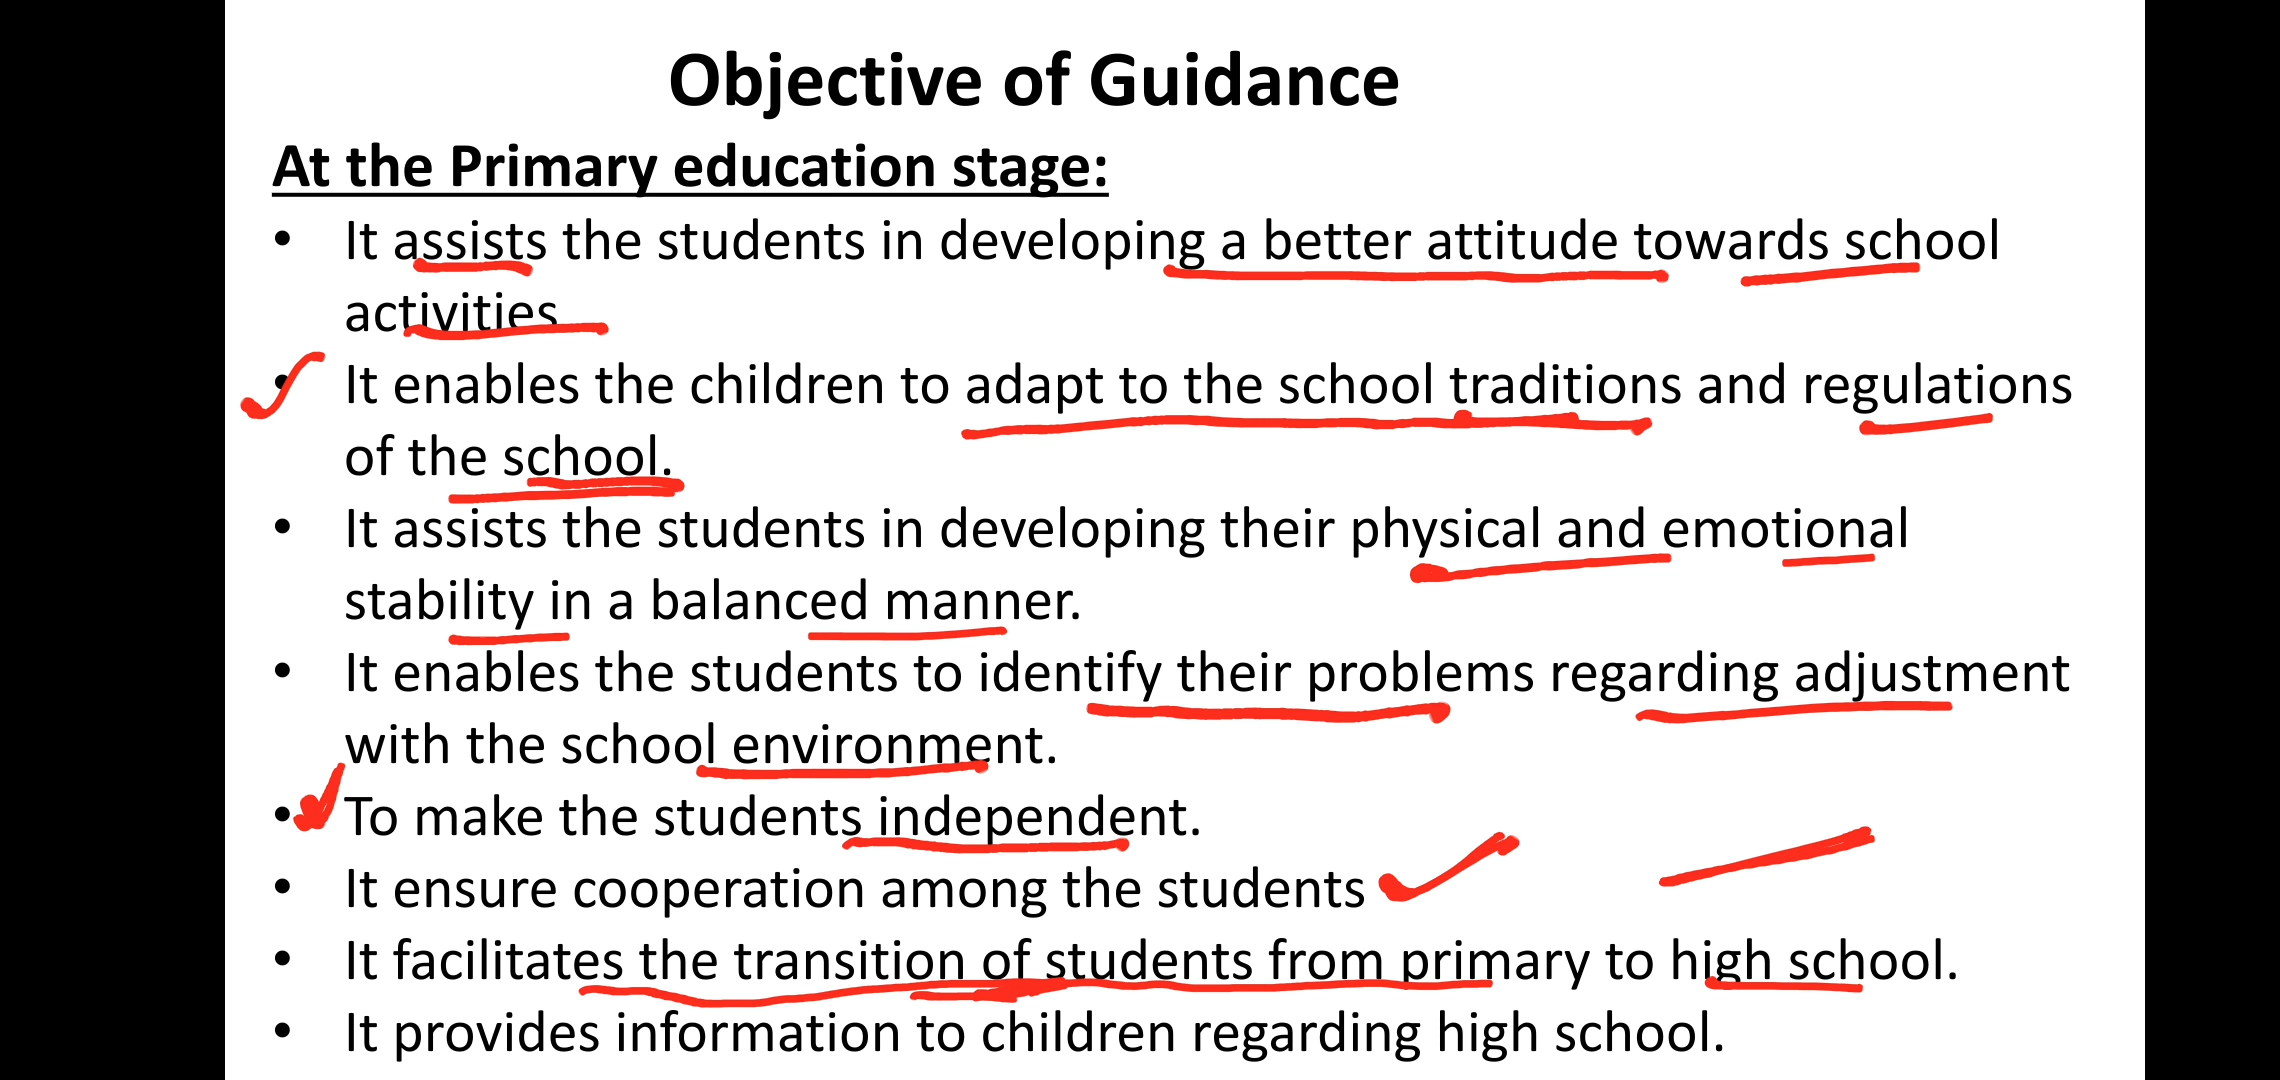 Objective of Guidance
At the Primary education stage:
• It assists the students in developing a better attitude towards school
activities
• It enables the children to adapt to the school traditions and regulations
of the school.
• It assists the students in developing their physical and emotional
stability in a balanced manner.
• It enables the students to identify their problems regarding adjustment
with the school environment.
• To make the students independent.
• It ensure cooperation among the students
• It facilitates the transition of students from primary to high school.
• It provides information to children regarding high school.